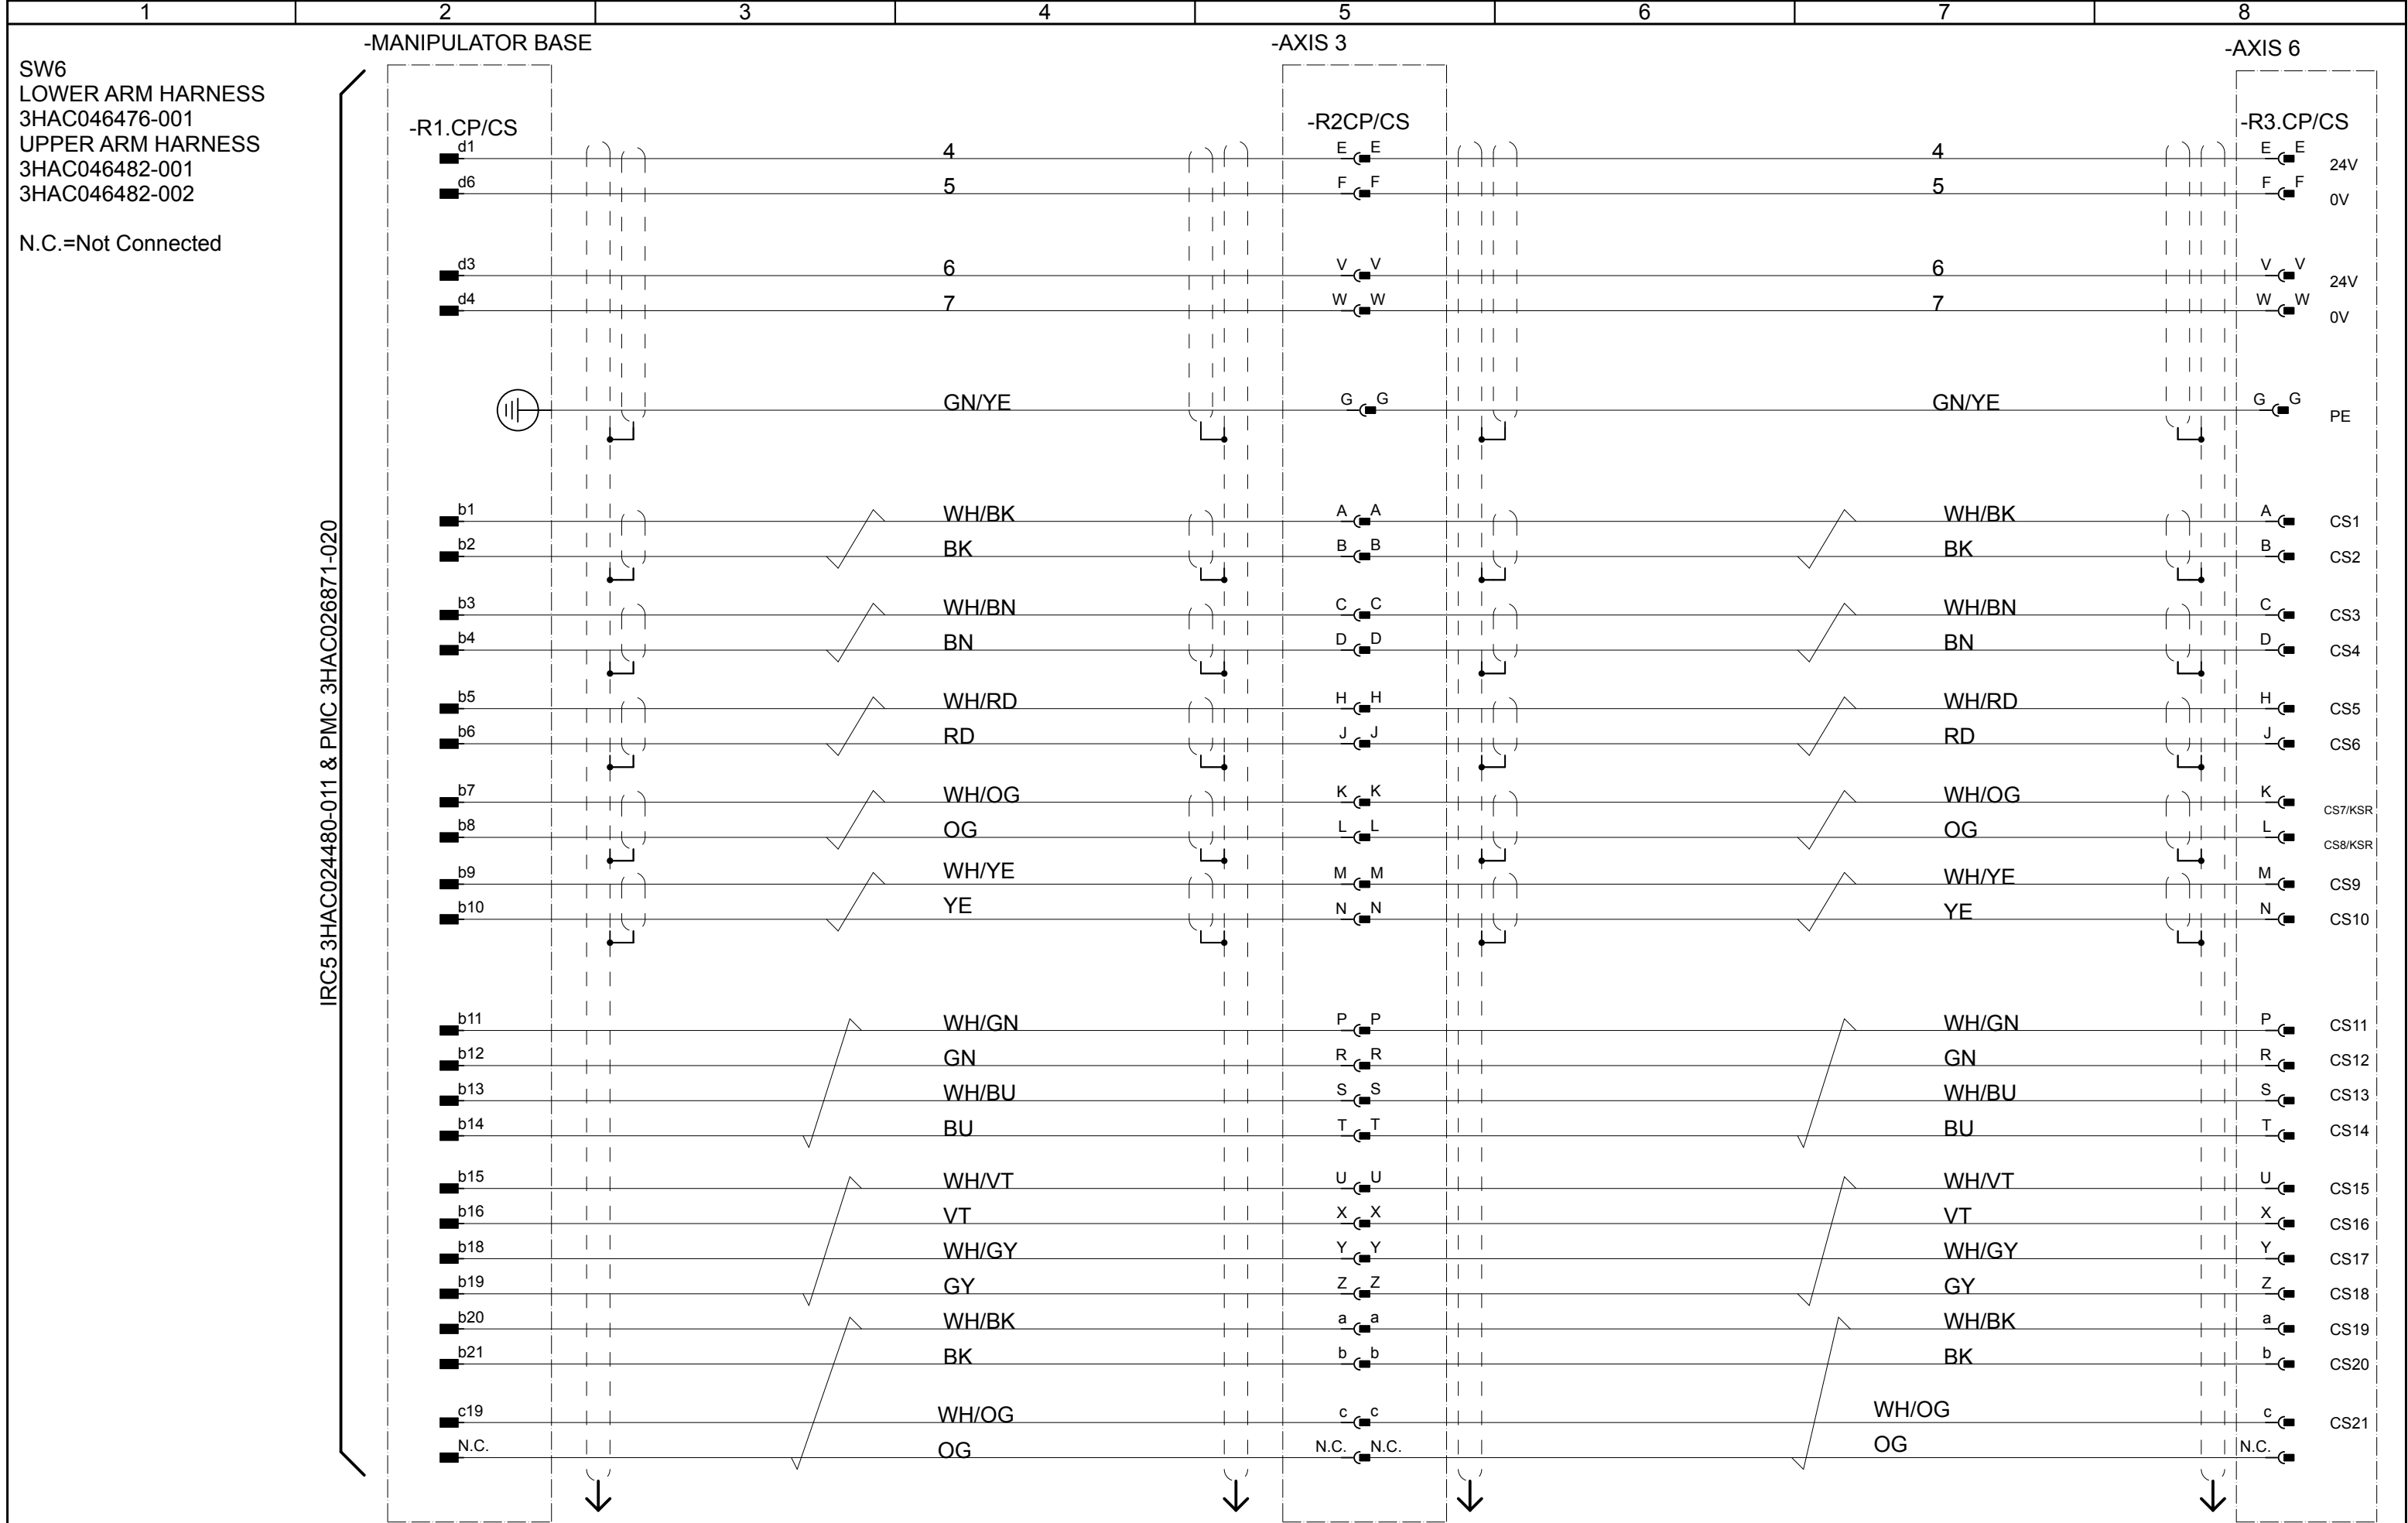 1 2 3 4 5 6 7 8
-MANIPULATOR BASE -AXIS 3 -AXIS 6
SW6
LOWER ARM HARNESS
3HAC046476-001
UPPER ARM HARNESS
3HAC046482-001
3HAC046482-002
N.C.=Not Connected
IRC5 3HAC024480-011 & PMC 3HAC026871-020
-R1.CP/CS -R2CP/CS -R3.CP/CS
d1 4 E E 4 E E 24V
d6 5 F F 5 F F 0V
d3 6 V V 6 V V 24V
d4 7 W W 7 W W 0V
GN/YE G G GN/YE G G PE
b1 WH/BK A A WH/BK A CS1
b2 BK B B BK B CS2
b3 WH/BN C C WH/BN C CS3
b4 BN D D BN D CS4
b5 WH/RD H H WH/RD H CS5
b6 RD J J RD J CS6
b7 WH/OG K K WH/OG K CS7/KSR
b8 OG L L OG L CS8/KSR
b9 WH/YE M M WH/YE M CS9
b10 YE N N YE N CS10
b11 WH/GN P P WH/GN P CS11
b12 GN R R GN R CS12
b13 WH/BU S S WH/BU S CS13
b14 BU T T BU T CS14
b15 WH/VT U U WH/VT U CS15
b16 VT X X VT X CS16
b18 WH/GY Y Y WH/GY Y CS17
b19 GY Z Z GY Z CS18
b20 WH/BK a a WH/BK a CS19
b21 BK b b BK b CS20
c19 WH/OG c c WH/OG c CS21
N.C. OG N.C. N.C. OG N.C.